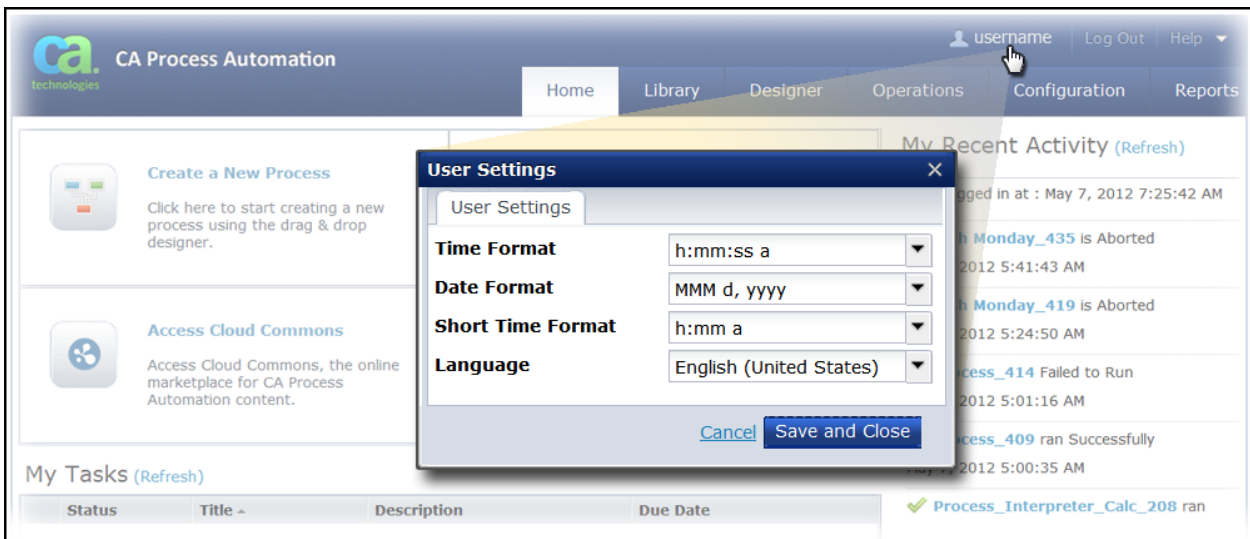 ca.
technologies
CA Process Automation
username
Log Out
Help
Home
Library
Designer
Operations
Configuration
Reports
Create a New Process
Click here to start creating a new
process using the drag & drop
designer.
Access Cloud Commons
Access Cloud Commons, the online
marketplace for CA Process
Automation content.
User Settings
User Settings
Time Format
h:mm:ss a
Date Format
MMM d, yyyy
Short Time Format
h:mm a
Language
English (United States)
Cancel
Save and Close
My Recent Activity (Refresh)
in at : May 7, 2012 7:25:42 AM
Monday_435 is Aborted
2012 5:41:43 AM
Monday_419 is Aborted
2012 5:24:50 AM
_414 Failed to Run
2012 5:01:16 AM
_409 ran Successfully
May 7, 2012 5:00:35 AM
Process_Interpreter_Calc_208 ran
My Tasks (Refresh)
Status
Title
Description
Due Date